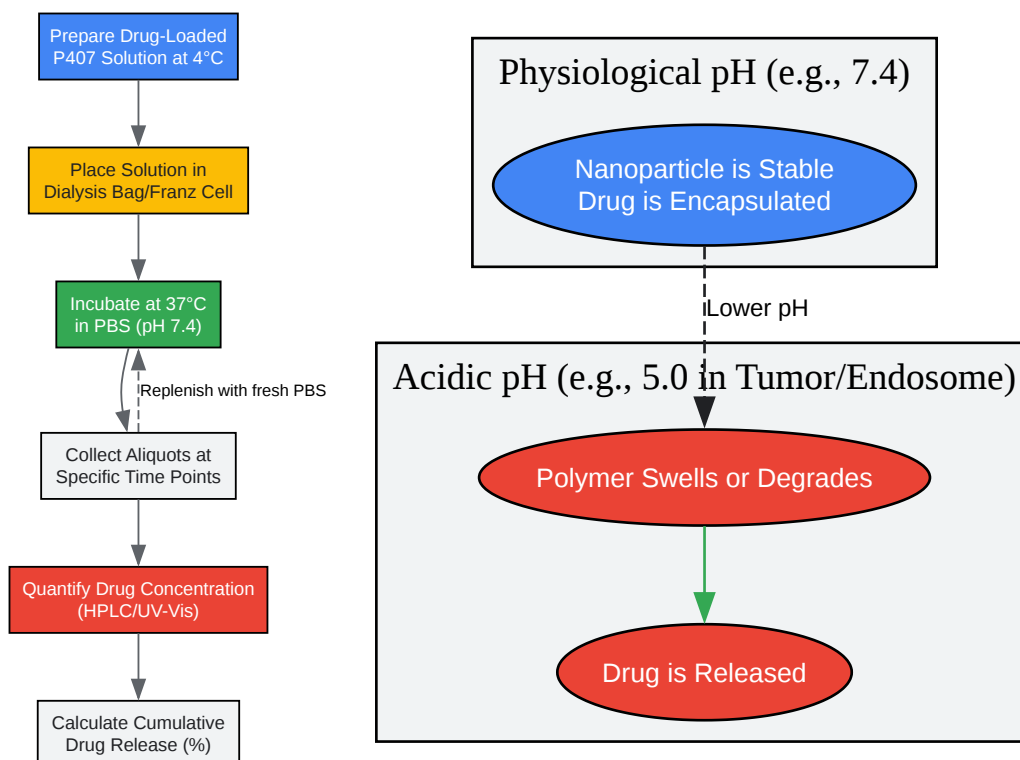 Prepare Drug-Loaded
P407 Solution at 4°C
Place Solution in
Dialysis Bag/Franz Cell
Incubate at 37°C
in PBS (pH 7.4)
Replenish with fresh PBS
Collect Aliquots at
Specific Time Points
Quantify Drug Concentration
(HPLC/UV-Vis)
Calculate Cumulative
Drug Release (%)
Physiological pH (e.g., 7.4)
Nanoparticle is Stable
Drug is Encapsulated
Lower pH
Acidic pH (e.g., 5.0 in Tumor/Endosome)
Polymer Swells or Degrades
Drug is Released